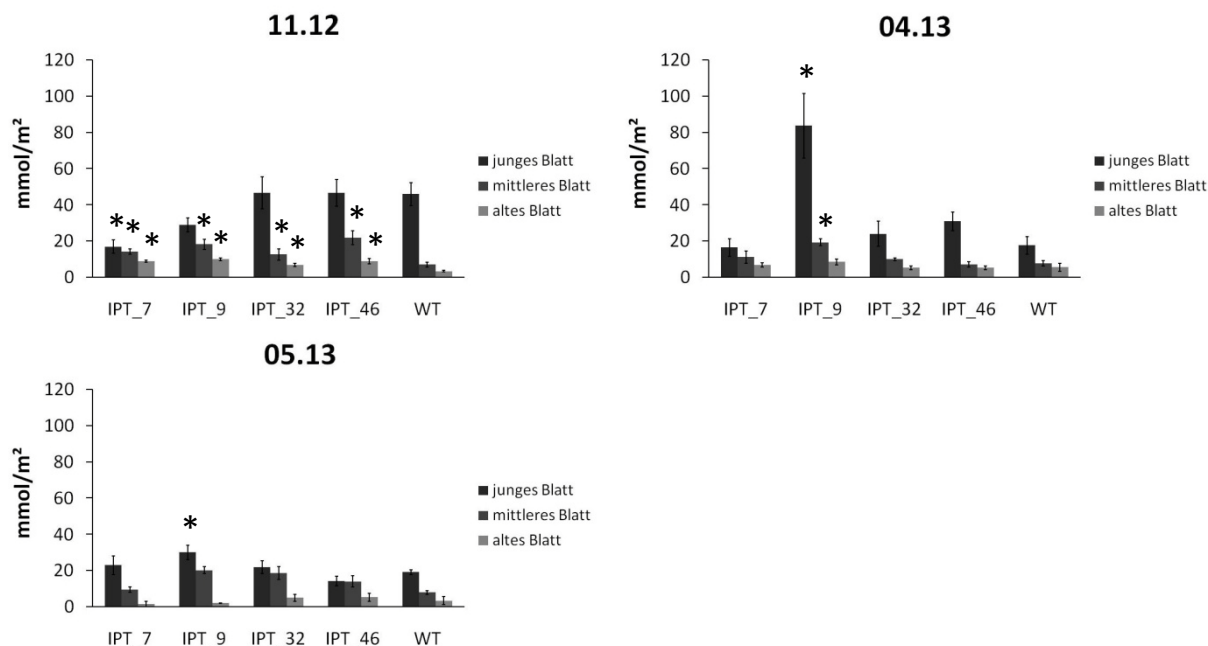 11.12
120
100
80
60
40
20
0
mmol/m²
* * * * * * * * *
IPT_7 IPT_9 IPT_32 IPT_46 WT
junges Blatt
mittleres Blatt
altes Blatt
04.13
120
100
80
60
40
20
0
mmol/m²
*
*
IPT_7 IPT_9 IPT_32 IPT_46 WT
junges Blatt
mittleres Blatt
altes Blatt
05.13
120
100
80
60
40
20
0
mmol/m²
*
IPT_7 IPT_9 IPT_32 IPT_46 WT
junges Blatt
mittleres Blatt
altes Blatt